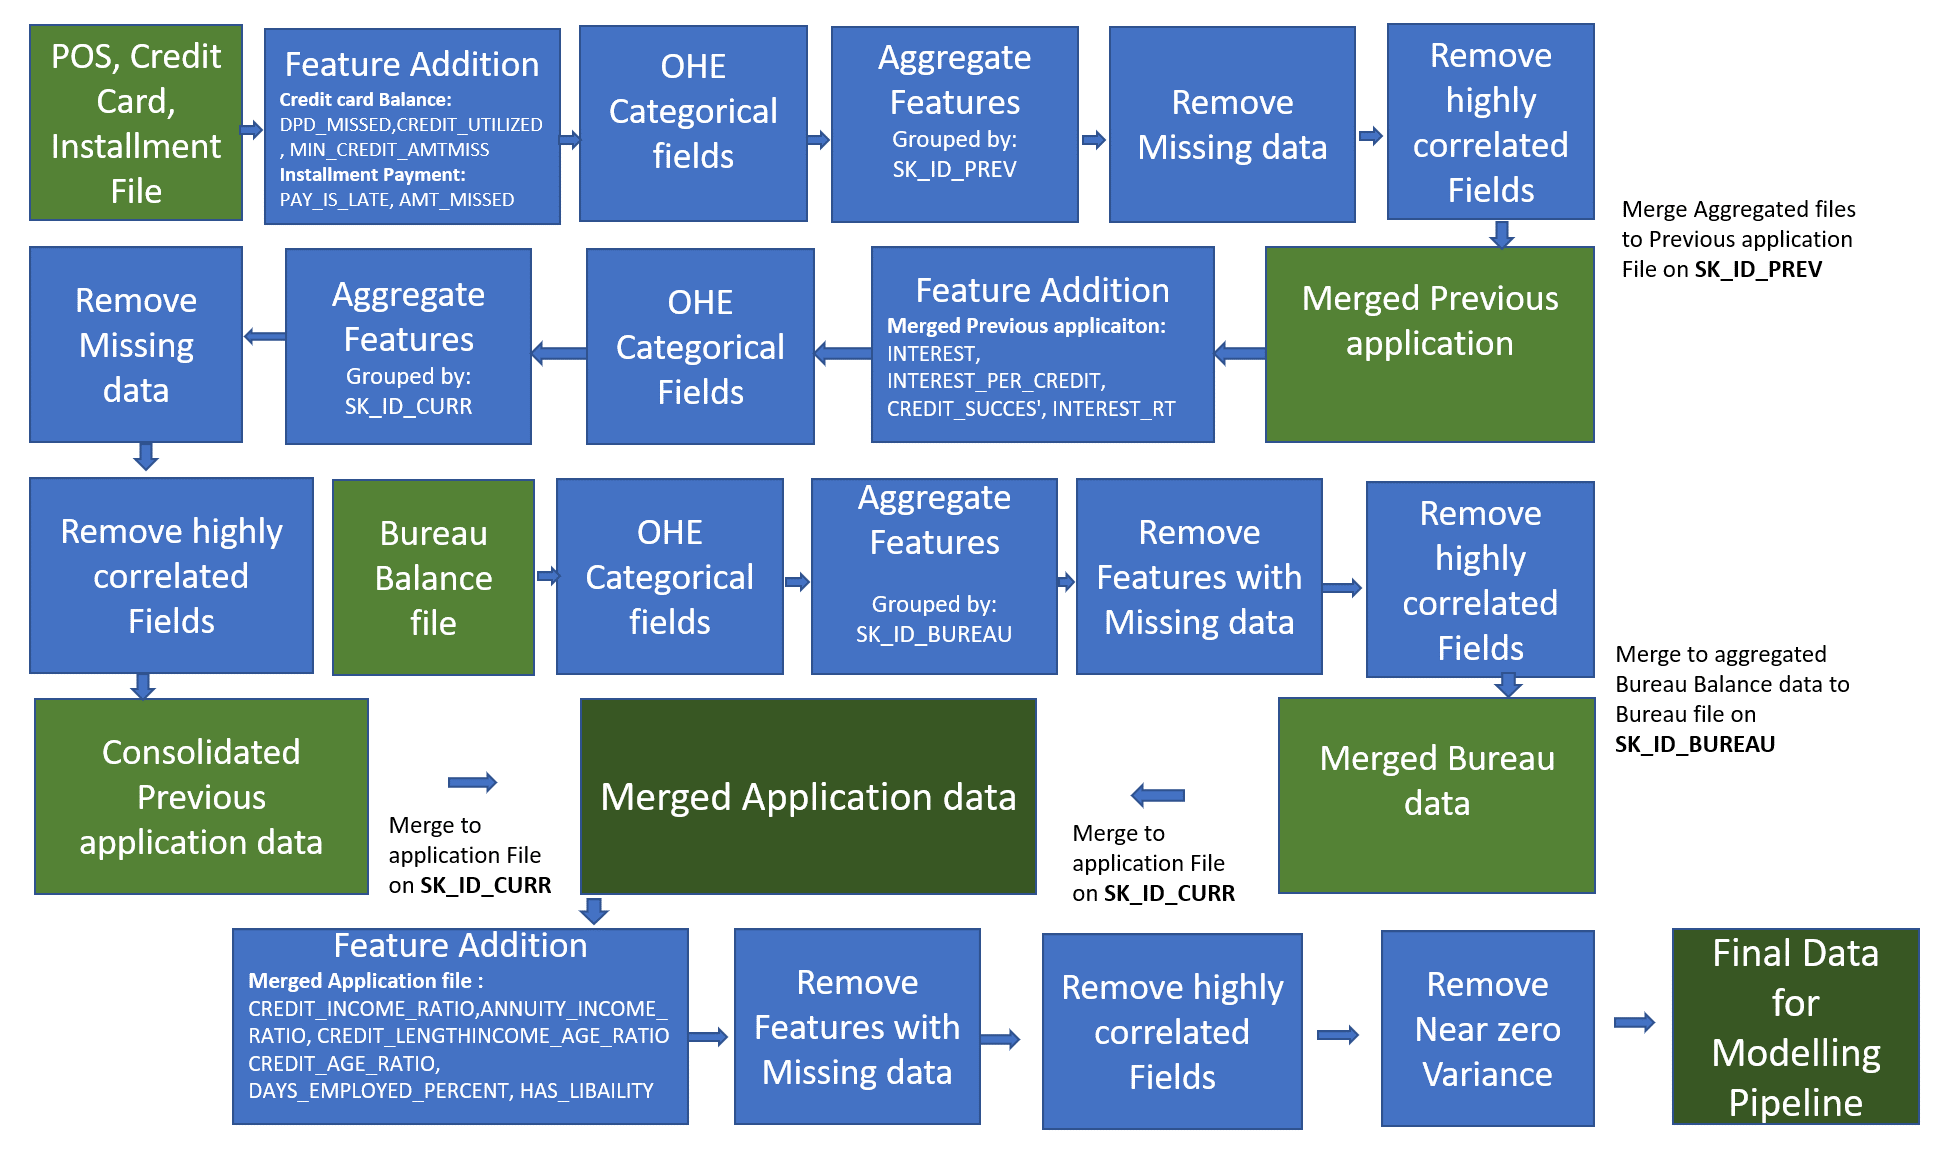 POS, Credit
Card,
Installment
File
Feature Addition
Credit card Balance:
DPD_MISSED,CREDIT_UTILIZED
, MIN_CREDIT_AMTMISS
Installment Payment:
PAY_IS_LATE, AMT_MISSED
OHE
Categorical
fields
Aggregate
Features
Grouped by:
SK_ID_PREV
Remove
Missing data
Remove
highly
correlated
Fields
Merge Aggregated files
to Previous application
File on SK_ID_PREV
Remove
Missing
data
Aggregate
Features
Grouped by:
SK_ID_CURR
OHE
Categorical
Fields
Feature Addition
Merged Previous applicaiton:
INTEREST,
INTEREST_PER_CREDIT,
CREDIT_SUCCES', INTEREST_RT
Merged Previous
application
Remove highly
correlated
Fields
Bureau
Balance
file
OHE
Categorical
fields
Aggregate
Features
Grouped by:
SK_ID_BUREAU
Remove
Features with
Missing data
Remove
highly
correlated
Fields
Merge to aggregated
Bureau Balance data to
Bureau file on
SK_ID_BUREAU
Consolidated
Previous
application data
Merge to
application File
on SK_ID_CURR
Merged Application data
Merge to
application File
on SK_ID_CURR
Merged Bureau
data
Feature Addition
Merged Application file :
CREDIT_INCOME_RATIO,ANNUITY_INCOME_
RATIO, CREDIT_LENGTHINCOME_AGE_RATIO
CREDIT_AGE_RATIO,
DAYS_EMPLOYED_PERCENT, HAS_LIBAILITY
Remove
Features with
Missing data
Remove highly
correlated
Fields
Remove
Near zero
Variance
Final Data
for
Modelling
Pipeline